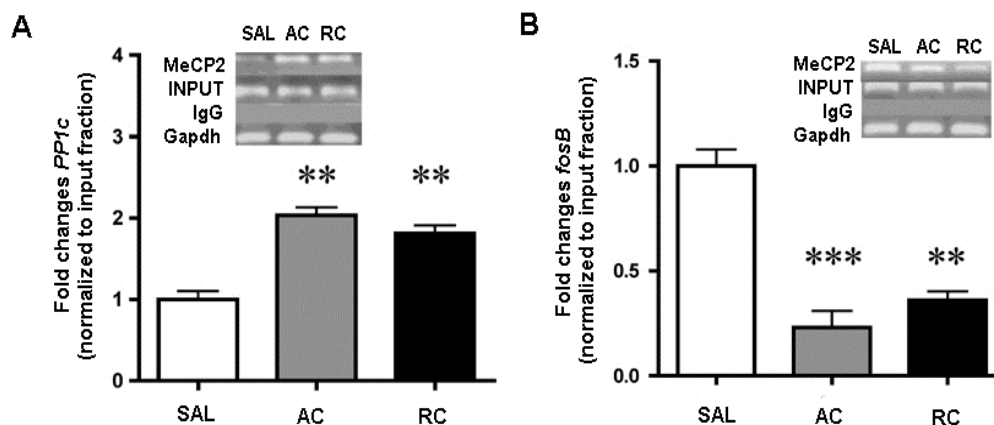 A
SAL AC RC
MeCP2
INPUT
IgG
Gapdh
Fold changes PP1c
(normalized to input fraction)
4
3
2
1
0
**
**
SAL
AC
RC
B
SAL AC RC
MeCP2
INPUT
IgG
Gapdh
Fold changes fosB
(normalized to input fraction)
1.5
1.0
0.5
0.0
***
**
SAL
AC
RC